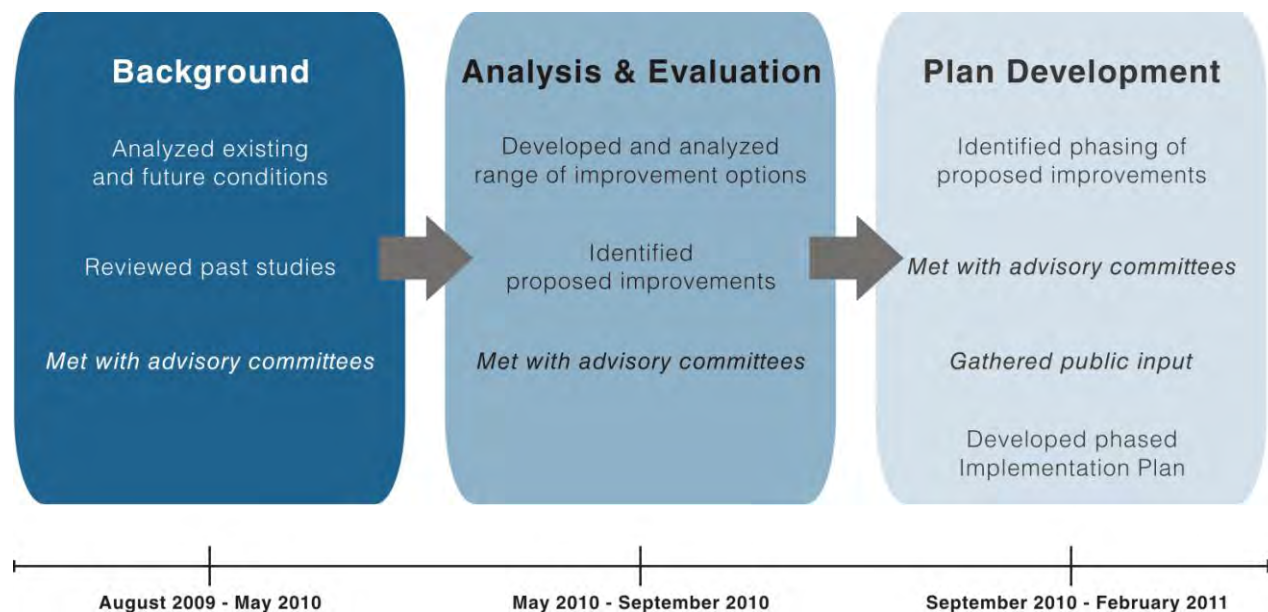 Background
Analyzed existing
and future conditions
Reviewed past studies
Met with advisory committees
Analysis & Evaluation
Developed and analyzed
range of improvement options
Identified
proposed improvements
Met with advisory committees
Plan Development
Identified phasing of
proposed improvements
Met with advisory committees
Gathered public input
Developed phased
Implementation Plan
August 2009 - May 2010
May 2010 - September 2010
September 2010 - February 2011